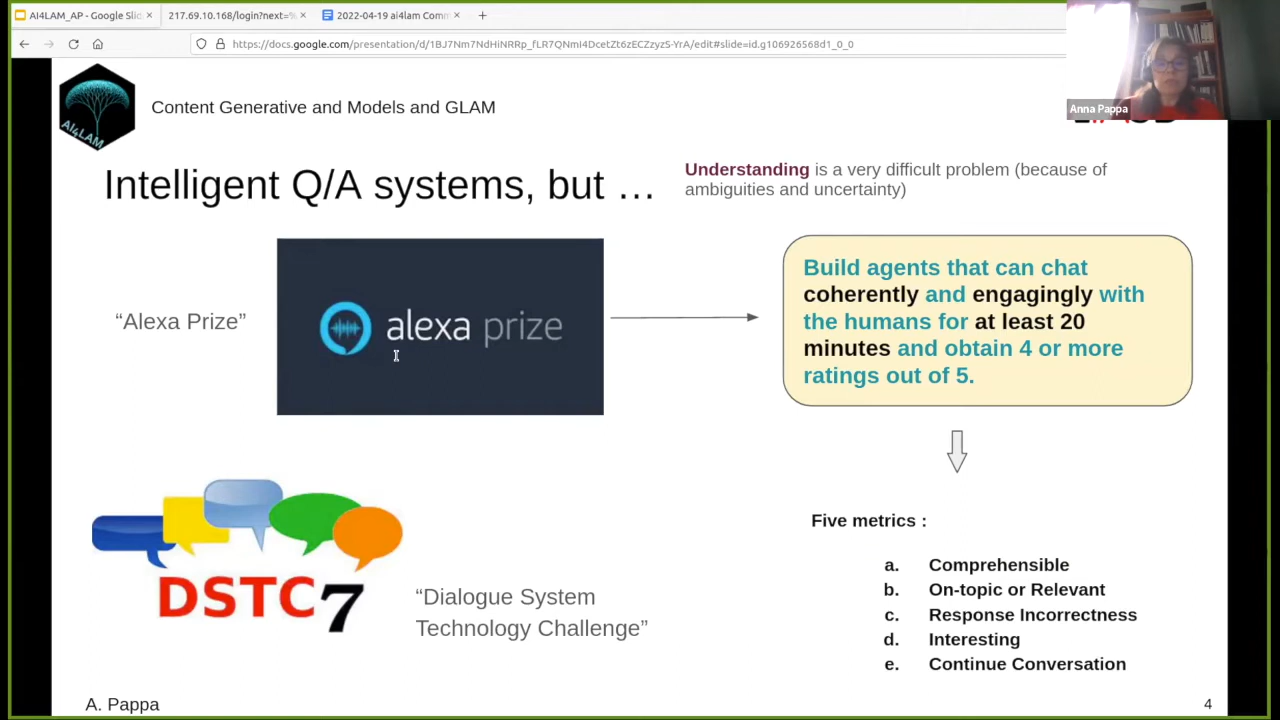 AI4LAM_AP - Google Slid
217.69.10.168/login?next=%
2022-04-19 ai4lam Comm
https://docs.google.com/presentation/d/1BJ7Nm7NdHiNRRp_fLR7QNmI4DcetZt6zECZzyzS-YrA/edit#slide=id.g106926568d1_0_0
Anna Pappa
AI4LAM
Content Generative and Models and GLAM
Intelligent Q/A systems, but …
Understanding is a very difficult problem (because of
ambiguities and uncertainty)
“Alexa Prize”
alexa prize
Build agents that can chat
coherently and engagingly with
the humans for at least 20
minutes and obtain 4 or more
ratings out of 5.
DSTC7
“Dialogue System
Technology Challenge”
Five metrics :
a. Comprehensible
b. On-topic or Relevant
c. Response Incorrectness
d. Interesting
e. Continue Conversation
A. Pappa
4